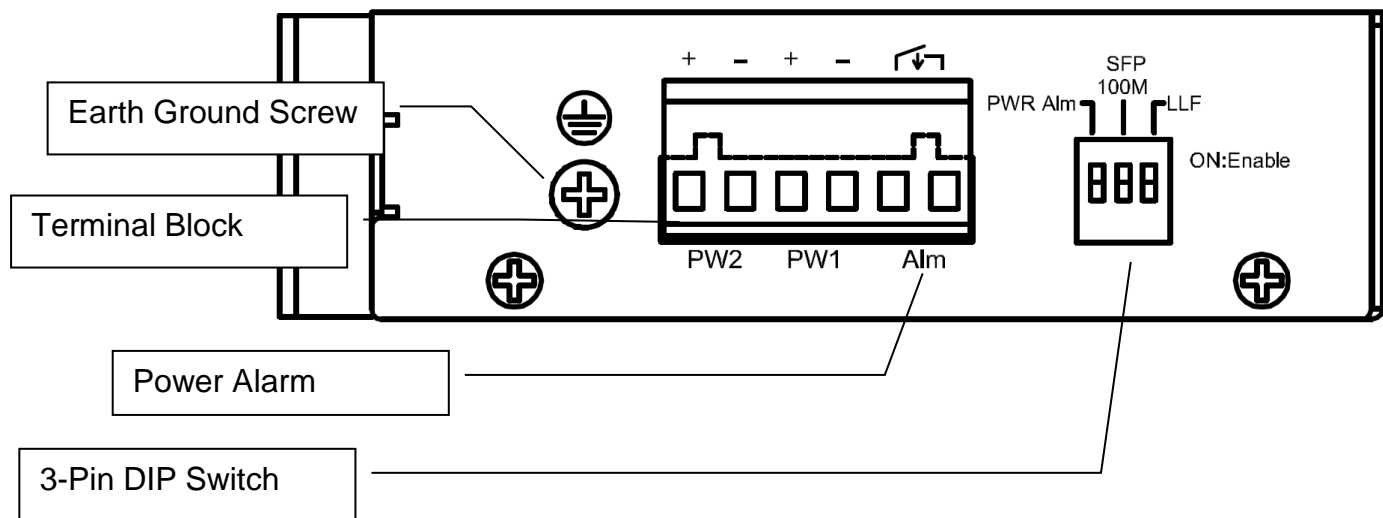 + - + -
SFP
100M
PWR Alm
LLF
Earth Ground Screw
ON:Enable
Terminal Block
PW2 PW1 Alm
Power Alarm
3-Pin DIP Switch